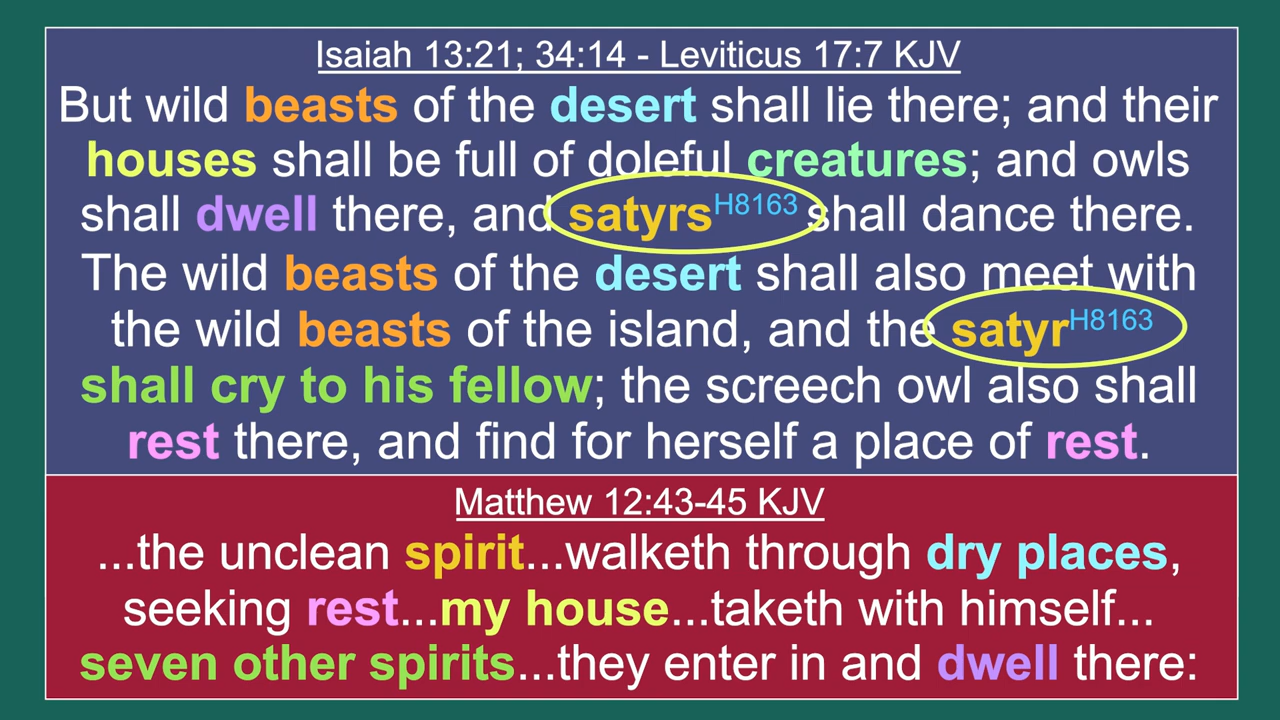 Isaiah 13:21; 34:14 - Leviticus 17:7 KJV
But wild beasts of the desert shall lie there; and their
houses shall be full of doleful creatures; and owls
shall dwell there, and satyrsH8163 shall dance there.
The wild beasts of the desert shall also meet with
the wild beasts of the island, and the satyrH8163
shall cry to his fellow; the screech owl also shall
rest there, and find for herself a place of rest.
Matthew 12:43-45 KJV
...the unclean spirit...walketh through dry places,
seeking rest...my house...taketh with himself...
seven other spirits...they enter in and dwell there: